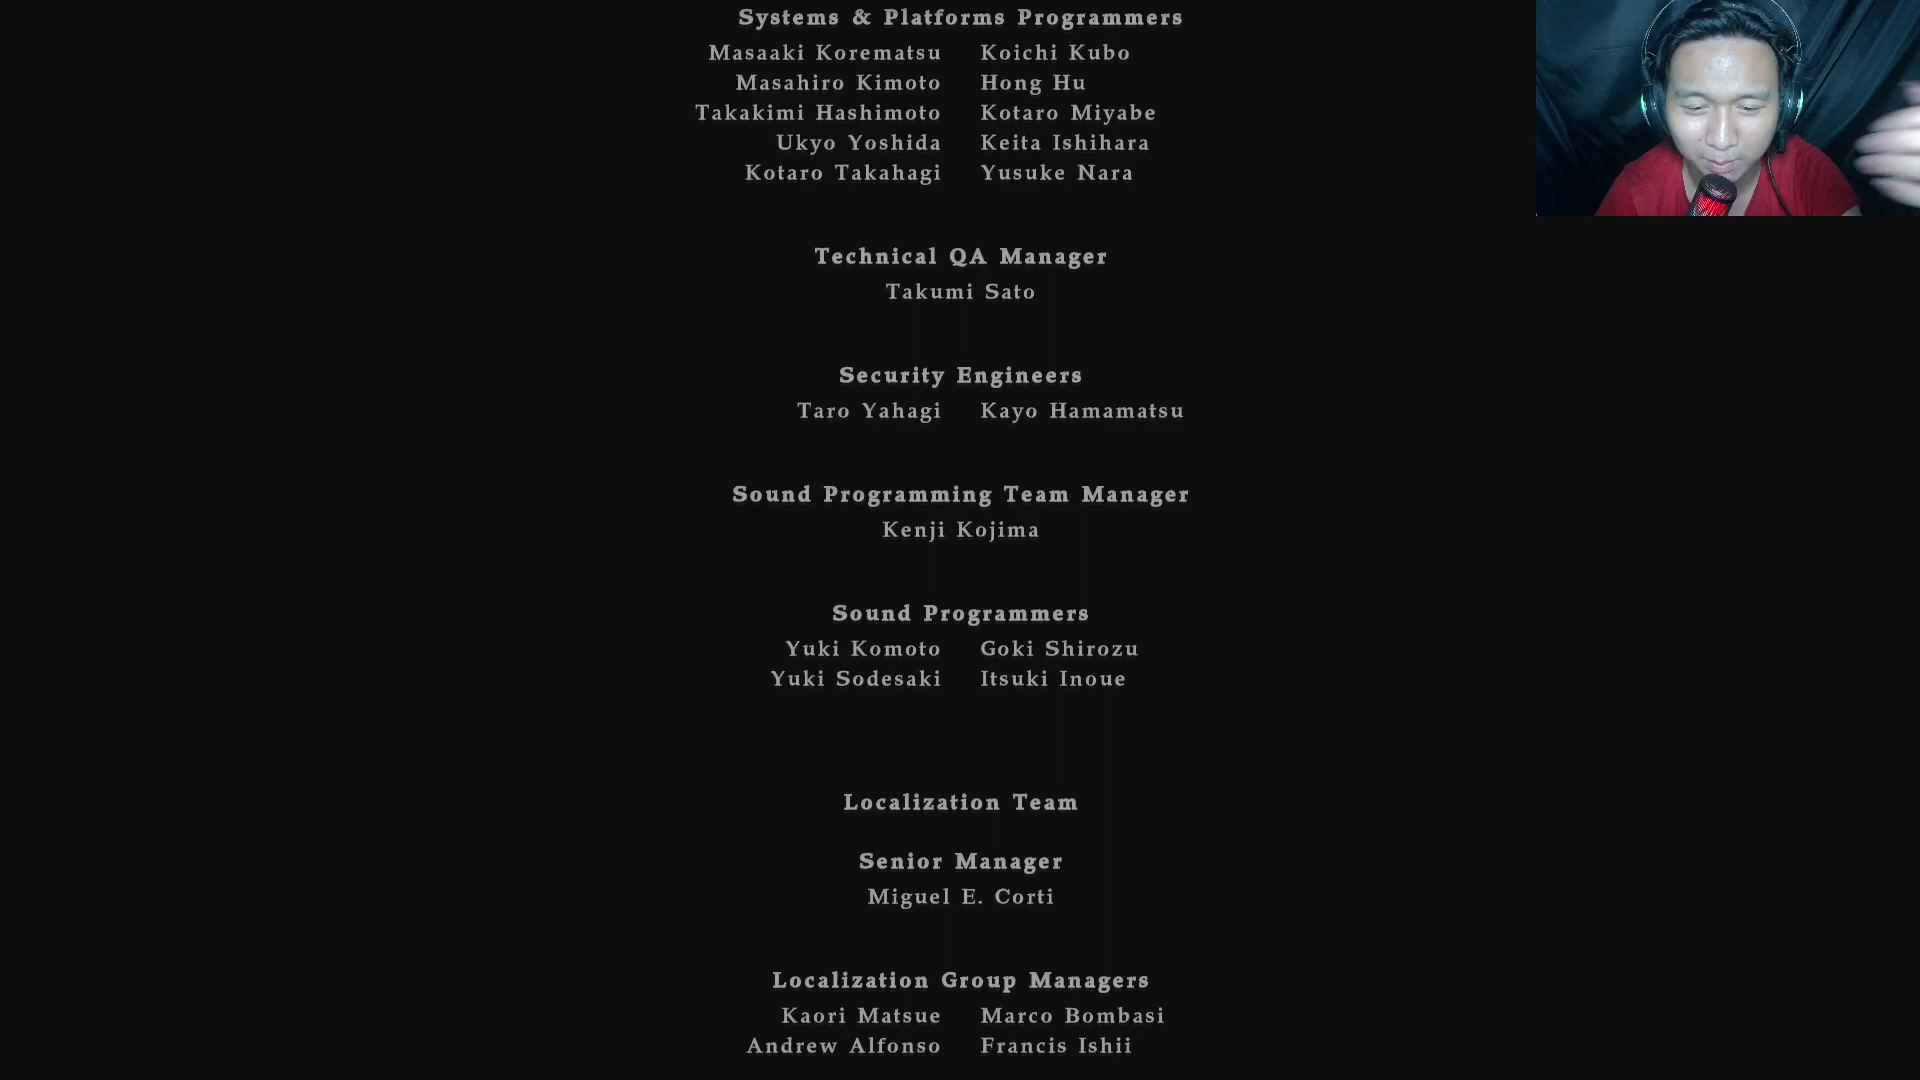 Systems & Platforms Programmers
Masaaki Korematsu Koichi Kubo
Masahiro Kimoto Hong Hu
Takakimi Hashimoto Kotaro Miyabe
Ukyo Yoshida Keita Ishihara
Kotaro Takahagi Yusuke Nara
Technical QA Manager
Takumi Sato
Security Engineers
Taro Yahagi Kayo Hamamatsu
Sound Programming Team Manager
Kenji Kojima
Sound Programmers
Yuki Komoto Goki Shirozu
Yuki Sodesaki Itsuki Inoue
Localization Team
Senior Manager
Miguel E. Corti
Localization Group Managers
Kaori Matsue Marco Bombasi
Andrew Alfonso Francis Ishii